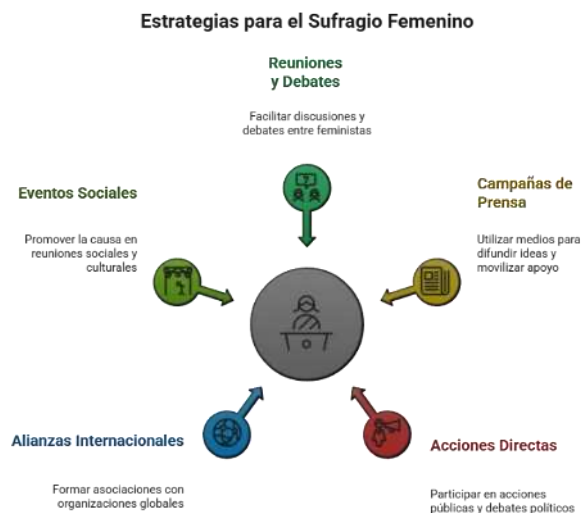 Estrategias para el Sufragio Femenino
Reuniones
y Debates
Facilitar discusiones y
debates entre feministas
Eventos Sociales
Promover la causa en
reuniones sociales y
culturales
Campañas de
Prensa
Utilizar medios para
difundir ideas y
movilizar apoyo
Alianzas Internacionales
Formar asociaciones con
organizaciones globales
Acciones Directas
Participar en acciones
públicas y debates políticos